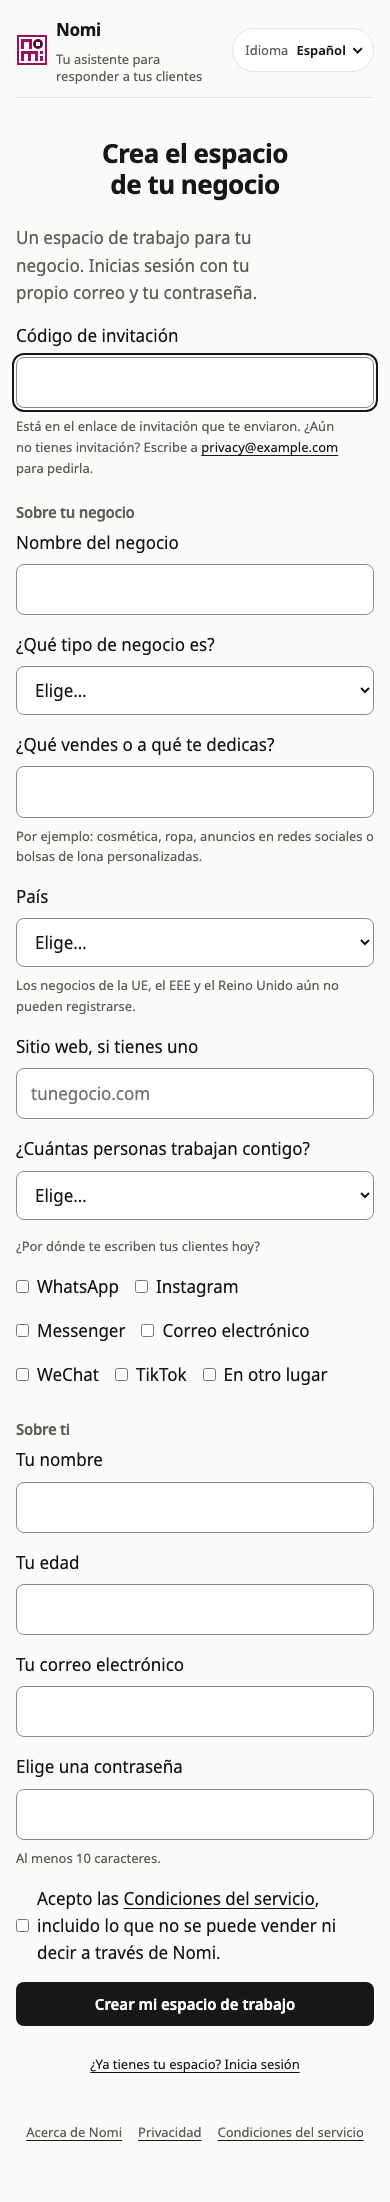 Nomi
Tu asistente para
responder a tus clientes
Idioma Español
Crea el espacio
de tu negocio
Un espacio de trabajo para tu
negocio. Inicias sesión con tu
propio correo y tu contraseña.
Código de invitación
Está en el enlace de invitación que te enviaron. ¿Aún
no tienes invitación? Escribe a privacy@example.com
para pedirla.
Sobre tu negocio
Nombre del negocio
¿Qué tipo de negocio es?
Elige...
¿Qué vendes o a qué te dedicas?
Por ejemplo: cosmética, ropa, anuncios en redes sociales o
bolsas de lona personalizadas.
País
Elige...
Los negocios de la UE, el EEE y el Reino Unido aún no
pueden registrarse.
Sitio web, si tienes uno
tunegocio.com
¿Cuántas personas trabajan contigo?
Elige...
¿Por dónde te escriben tus clientes hoy?
WhatsApp Instagram
Messenger Correo electrónico
WeChat TikTok En otro lugar
Sobre ti
Tu nombre
Tu edad
Tu correo electrónico
Elige una contraseña
Al menos 10 caracteres.
Acepto las Condiciones del servicio,
incluido lo que no se puede vender ni
decir a través de Nomi.
Crear mi espacio de trabajo
¿Ya tienes tu espacio? Inicia sesión
Acerca de Nomi Privacidad Condiciones del servicio